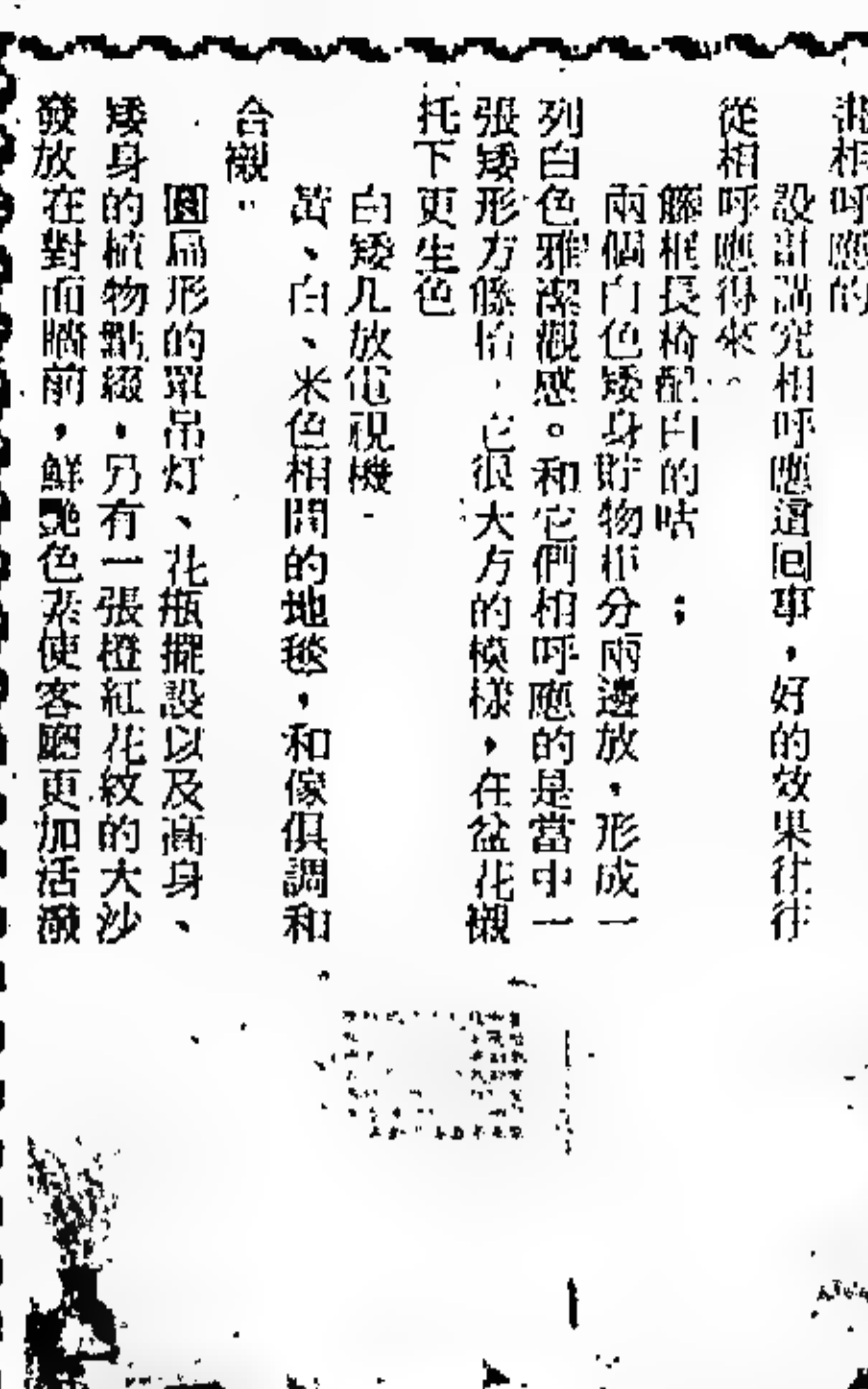 畫相呼應的
設計講究相呼應這回事，好的效果往往
從相呼應得來。
籐框長椅配白的咕　；
兩個白色矮身貯物柜分兩邊放，形成一
列白色雅潔觀感。和它們相呼應的是當中一
張矮形方餐枱，它很大方的模樣，在盆花襯
托下更生色
白矮几放電視機。
黃、白、米色相間的地毯，和傢俱調和
合襯。
圓扁形的單吊灯、花瓶擺設以及高身、
矮身的植物點綴，另有一張橙紅花紋的大沙
發放在對面牆前，鮮艷色素使客廳更加活潑